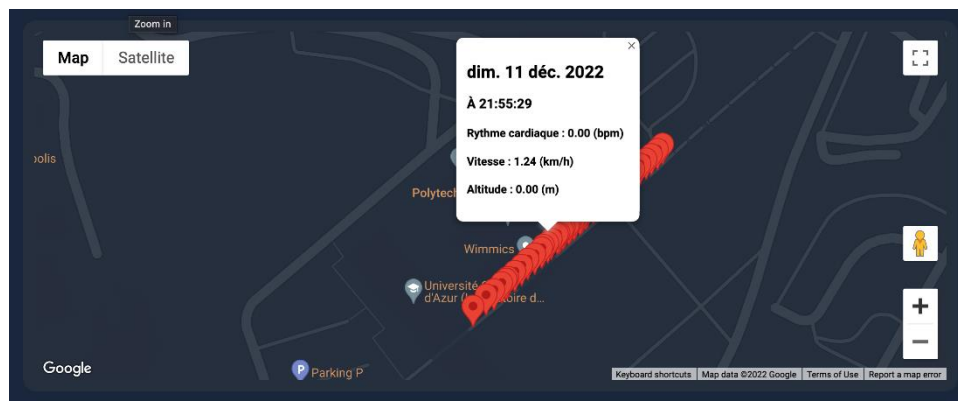 Zoom in
Map
Satellite
dim. 11 déc. 2022
À 21:55:29
Rythme cardiaque : 0.00 (bpm)
Vitesse : 1.24 (km/h)
Altitude : 0.00 (m)
Wimmics
Université
d'Azur
Parking P
Google
Keyboard shortcuts
Map data ©2022 Google
Terms of Use
Report a map error